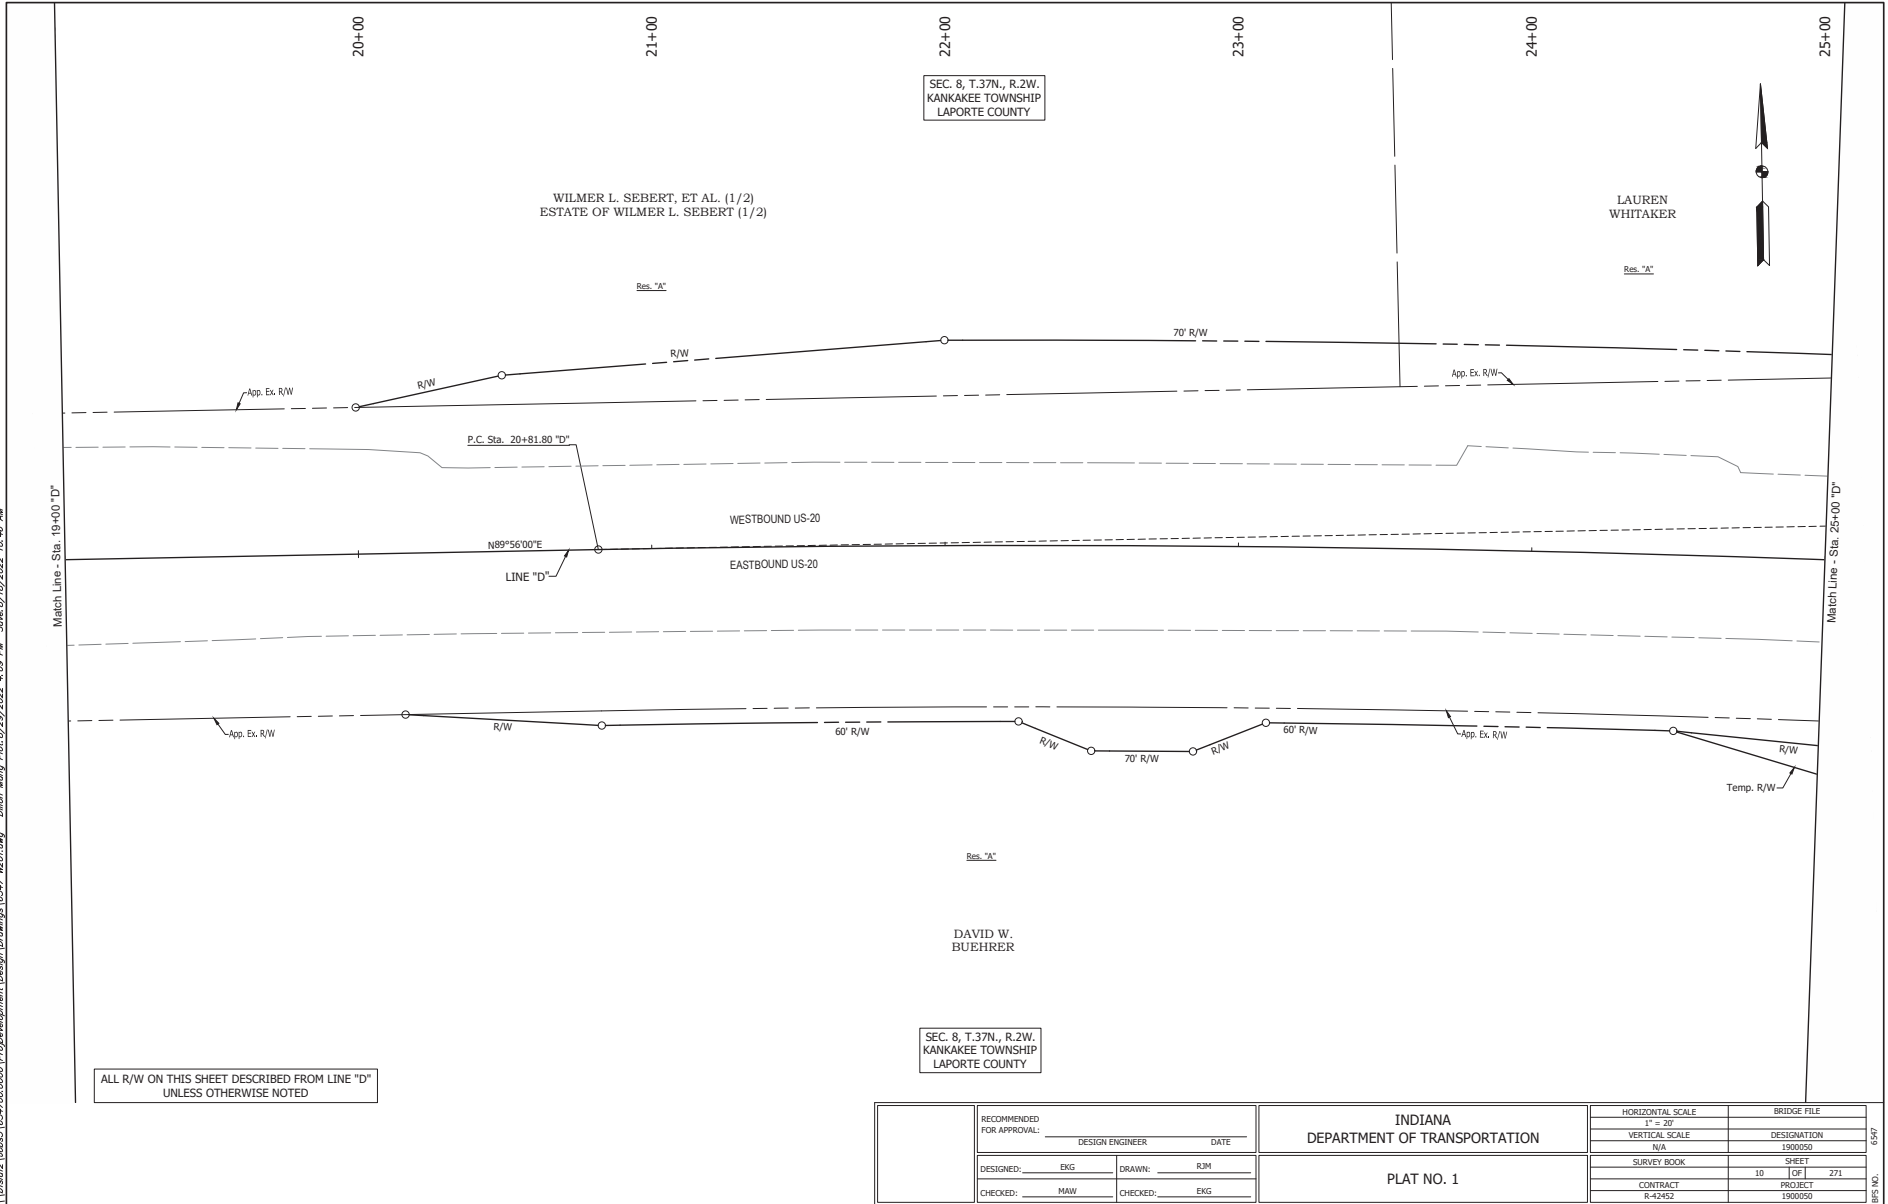 20+00
21+00
22+00
23+00
24+00
25+00
SEC. 8, T.37N., R.2W.
KANKAKEE TOWNSHIP
LAPORTE COUNTY
WILMER L. SEBERT, ET AL. (1/2)
ESTATE OF WILMER L. SEBERT (1/2)
LAUREN
WHITAKER
Res. "A"
Res. "A"
70' R/W
R/W
R/W
App. Ex. R/W
App. Ex. R/W
P.C. Sta. 20+81.80 "D"
Match Line - Sta. 19+00 "D"
Match Line - Sta. 25+00 "D"
WESTBOUND US-20
N89°56'00"E
LINE "D"
EASTBOUND US-20
App. Ex. R/W
R/W
60' R/W
R/W
70' R/W
R/W
60' R/W
App. Ex. R/W
R/W
Temp. R/W
Res. "A"
DAVID W.
BUEHRER
SEC. 8, T.37N., R.2W.
KANKAKEE TOWNSHIP
LAPORTE COUNTY
ALL R/W ON THIS SHEET DESCRIBED FROM LINE "D"
UNLESS OTHERWISE NOTED
RECOMMENDED
FOR APPROVAL:
DESIGN ENGINEER DATE
DESIGNED: EKG DRAWN: RJM
CHECKED: MAW CHECKED: EKG
INDIANA
DEPARTMENT OF TRANSPORTATION
PLAT NO. 1
HORIZONTAL SCALE BRIDGE FILE
1" = 20'
VERTICAL SCALE DESIGNATION
N/A 1900050
SURVEY BOOK SHEET
10 OF 271
CONTRACT PROJECT
R-42452 1900050
BFS NO. 6547